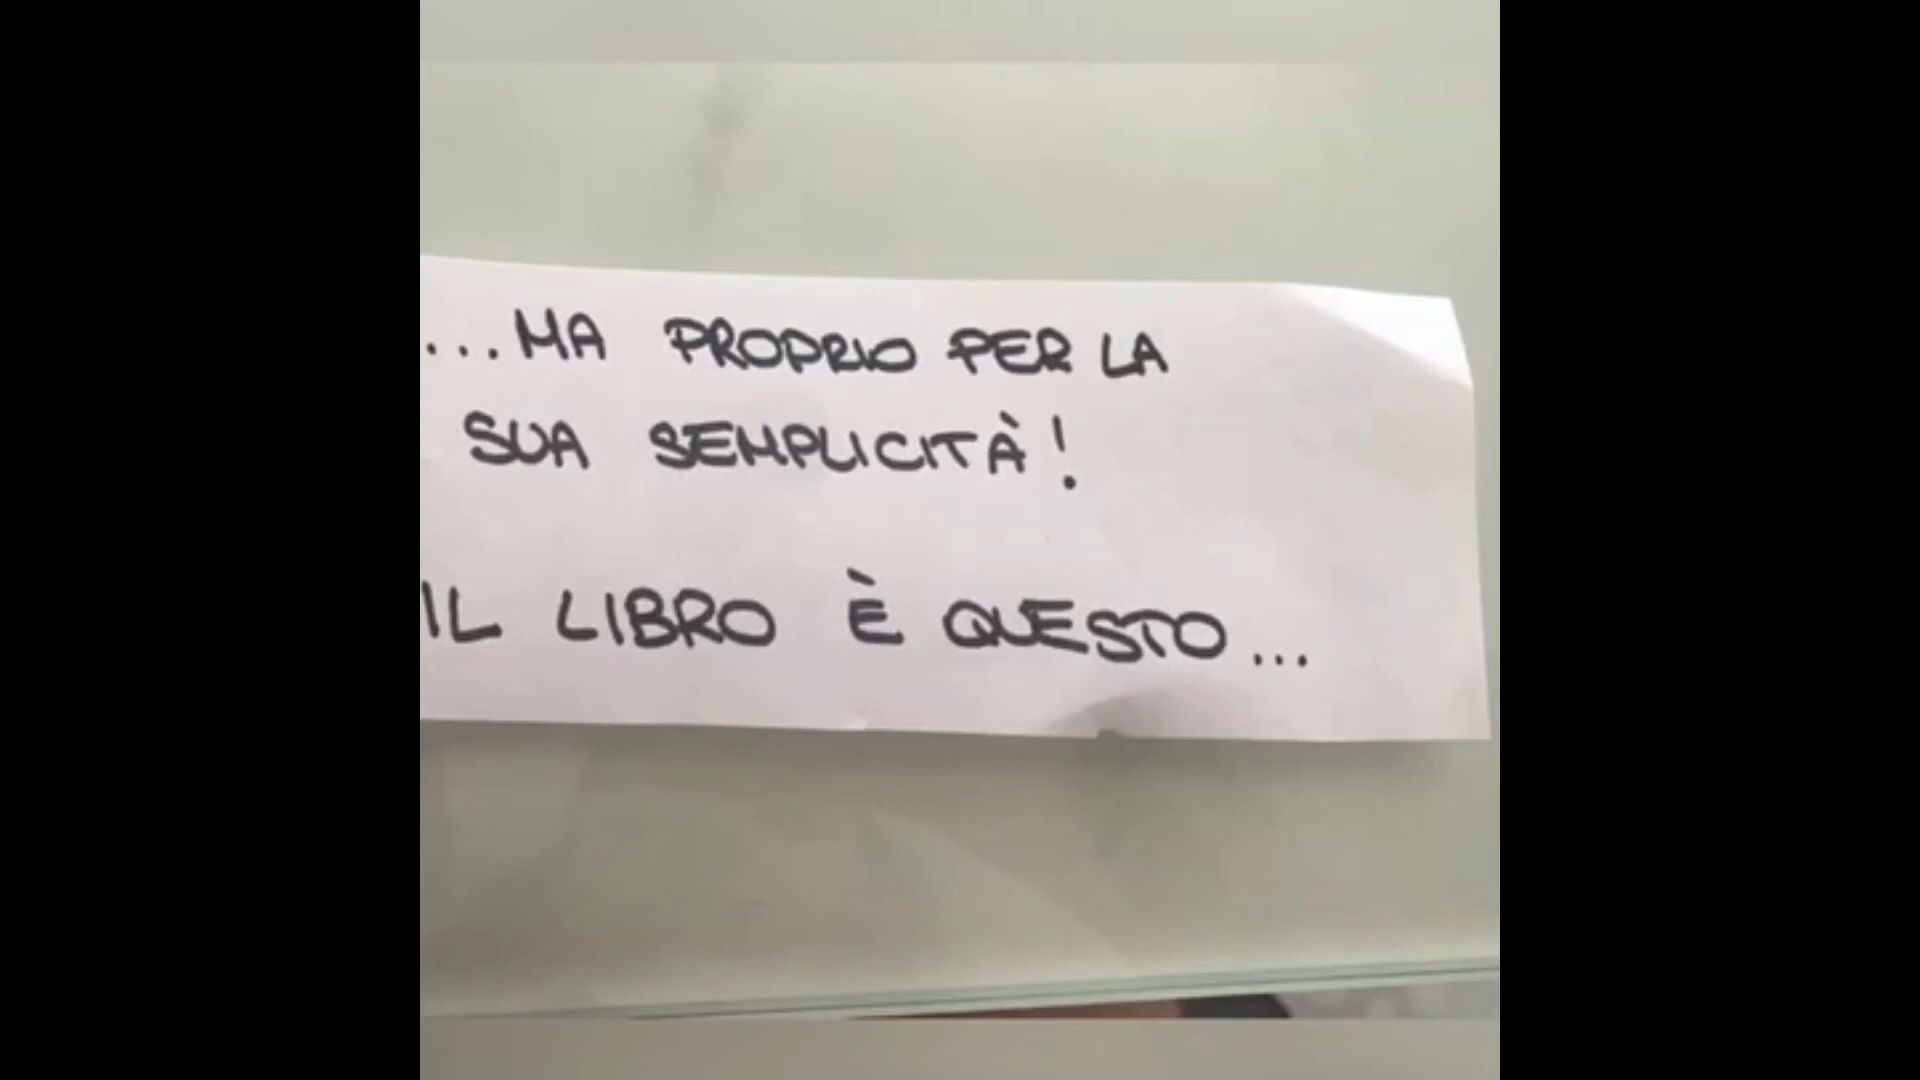 ...MA PROPRIO PER LA
SUA SEMPLICITÀ!
IL LIBRO È QUESTO...